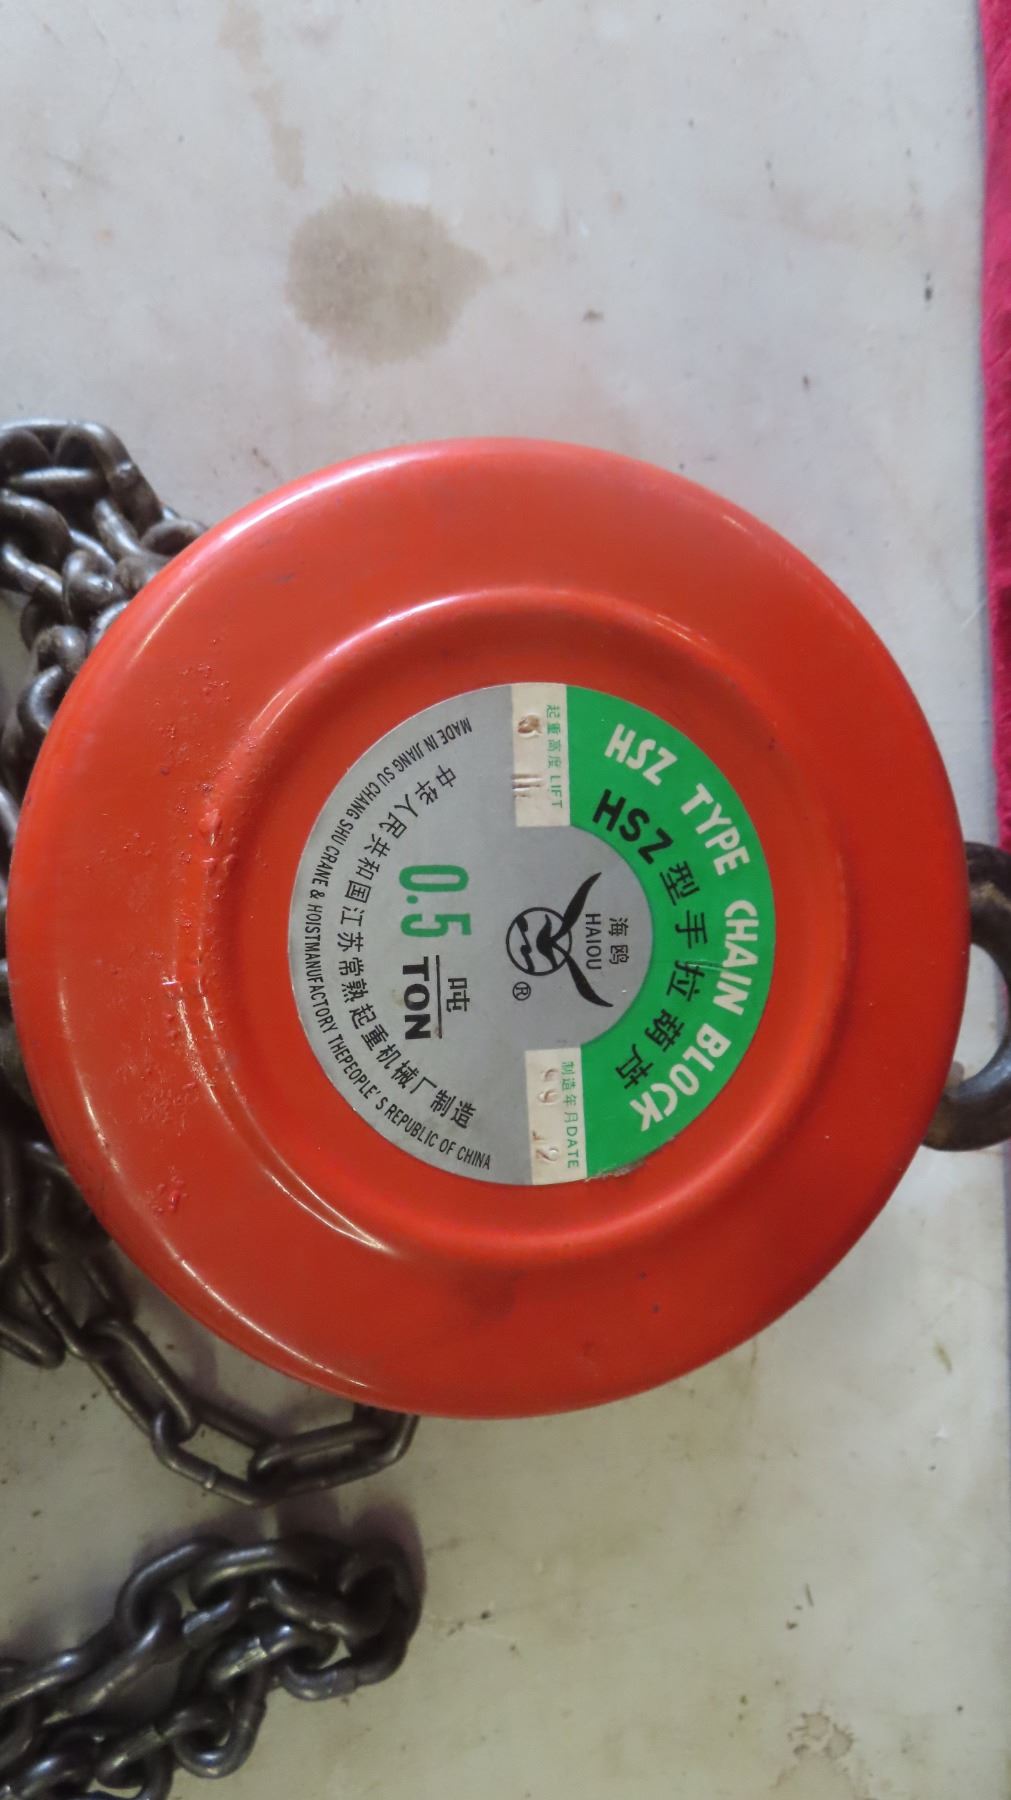 HSZ TYPE CHAIN BLOCK
HSZ型手拉葫芦
起重高度 LIFT
海鸥
HAIOU
®
制造年月 DATE
0.5 吨
TON
中华人民共和国江苏常熟起重机械厂制造
MADE IN JIANG SU CHANG SHU CRANE & HOISTMANUFACTORY THEPEOPLE'S REPUBLIC OF CHINA